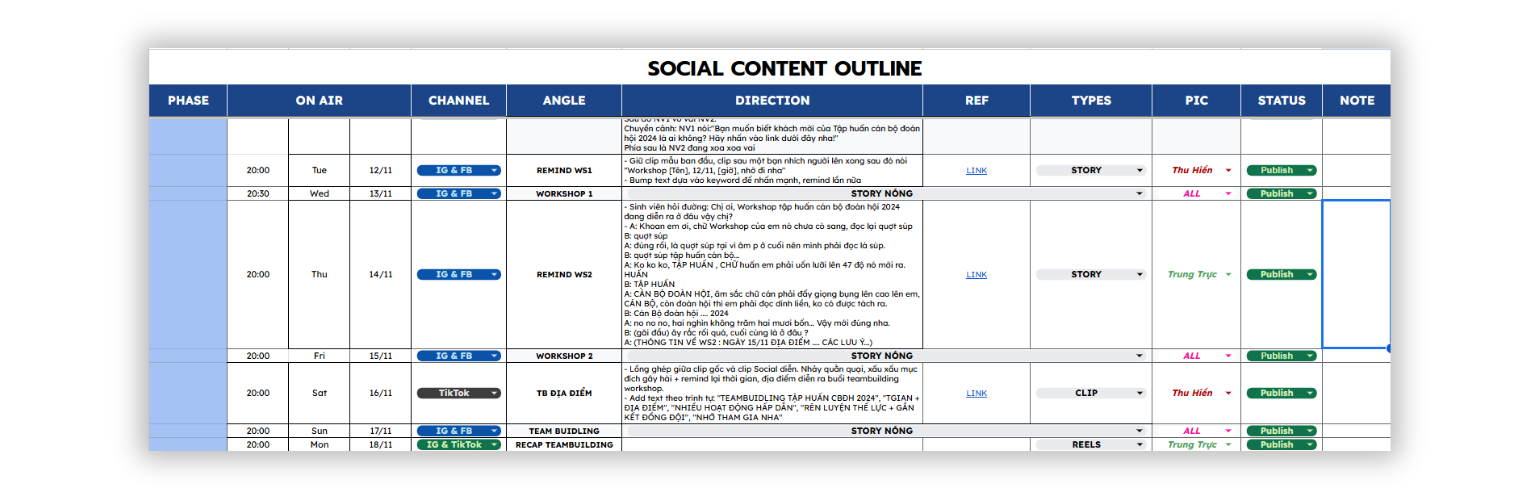 SOCIAL CONTENT OUTLINE
PHASE ON AIR CHANNEL ANGLE DIRECTION REF TYPES PIC STATUS NOTE
Chuyển cảnh: NV1 nói:"Bạn muốn biết khách mời của Tập huấn cán bộ đoàn
hội 2024 là ai không? Hãy nhấn vào link dưới đây nha!"
Phía sau là NV2 đang xoa xoa vai
20:00 Tue 12/11 IG & FB REMIND WS1
- Giữ clip mẫu ban đầu, clip sau một bạn nhích người lên xong sau đó nói
"Workshop [Tên], 12/11, [giờ], nhớ đi nha"
- Bump text dựa vào keyword để nhấn mạnh, remind lần nữa
LINK STORY Thu Hiền Publish
20:30 Wed 13/11 IG & FB WORKSHOP 1 STORY NÓNG ALL Publish
20:00 Thu 14/11 IG & FB REMIND WS2
- Sinh viên hỏi đường: Chị ơi, Workshop tập huấn cán bộ đoàn hội 2024
đang diễn ra ở đâu vậy chị?
- A: Khoan em ơi, chữ Workshop của em nó chưa có sang, đọc lại quợt súp
B: quợt súp
A: đúng rồi, là quợt súp tại vì âm p ở cuối nên mình phải đọc là súp.
B: quợt súp tập huấn cán bộ...
A: Ko ko ko, TẬP HUẤN , CHỮ huấn em phải uốn lưỡi lên 47 độ nó mới ra.
HUẤN
B: TẬP HUẤN
A: CÁN BỘ ĐOÀN HỘI, âm sắc chữ cán phải đẩy giọng bụng lên cao lên em,
CÁN BỘ, còn đoàn hội thì em phải đọc dính liền, ko có được tách ra.
B: Cán Bộ đoàn hội .... 2024
A: no no no, hai nghìn không trăm hai mươi bốn... Vậy mới đúng nha.
B: (gãi đầu) ây rắc rối quá, cuối cùng là ở đâu ?
A: (THÔNG TIN VỀ WS2 : NGÀY 15/11 ĐỊA ĐIỂM .... CÁC LƯU Ý...)
LINK STORY Trung Trực Publish
20:00 Fri 15/11 IG & FB WORKSHOP 2 STORY NÓNG ALL Publish
20:00 Sat 16/11 TikTok TB ĐỊA ĐIỂM
- Lồng ghép giữa clip gốc và clip Social diễn. Nhảy quằn quại, xấu xấu mục
đích gây hài + remind lại thời gian, địa điểm diễn ra buổi teambuilding
workshop.
- Add text theo trình tự: "TEAMBUIDLING TẬP HUẤN CBĐH 2024", "TGIAN +
ĐỊA ĐIỂM", "NHIỀU HOẠT ĐỘNG HẤP DẪN", "RÈN LUYỆN THỂ LỰC + GẮN
KẾT ĐỒNG ĐỘI", "NHỚ THAM GIA NHA"
LINK CLIP Thu Hiền Publish
20:00 Sun 17/11 IG & FB TEAM BUIDLING STORY NÓNG ALL Publish
20:00 Mon 18/11 IG & TikTok RECAP TEAMBUILDING REELS Trung Trực Publish